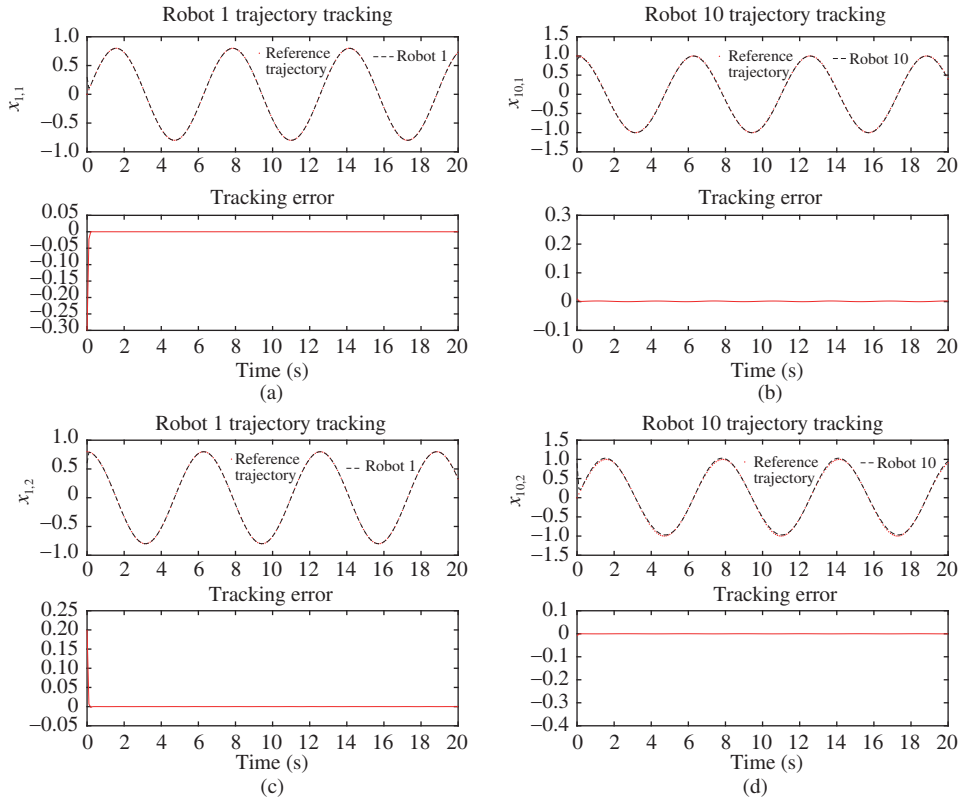 Robot 1 trajectory tracking
1.0
0.5
0
−0.5
−1.0
x1,1
Reference trajectory
Robot 1
0 2 4 6 8 10 12 14 16 18 20
Tracking error
0.05
0
−0.05
−0.10
−0.15
−0.20
−0.25
−0.30
0 2 4 6 8 10 12 14 16 18 20
Time (s)
(a)
Robot 10 trajectory tracking
1.5
1.0
0.5
0
−0.5
−1.0
−1.5
x10,1
Reference trajectory
Robot 10
0 2 4 6 8 10 12 14 16 18 20
Tracking error
0.3
0.2
0.1
0
−0.1
0 2 4 6 8 10 12 14 16 18 20
Time (s)
(b)
Robot 1 trajectory tracking
1.0
0.5
0
−0.5
−1.0
x1,2
Reference trajectory
Robot 1
0 2 4 6 8 10 12 14 16 18 20
Tracking error
0.25
0.20
0.15
0.10
0.05
0
−0.05
0 2 4 6 8 10 12 14 16 18 20
Time (s)
(c)
Robot 10 trajectory tracking
1.5
1.0
0.5
0
−0.5
−1.0
−1.5
x10,2
Reference trajectory
Robot 10
0 2 4 6 8 10 12 14 16 18 20
Tracking error
0.1
0
−0.1
−0.2
−0.3
−0.4
0 2 4 6 8 10 12 14 16 18 20
Time (s)
(d)